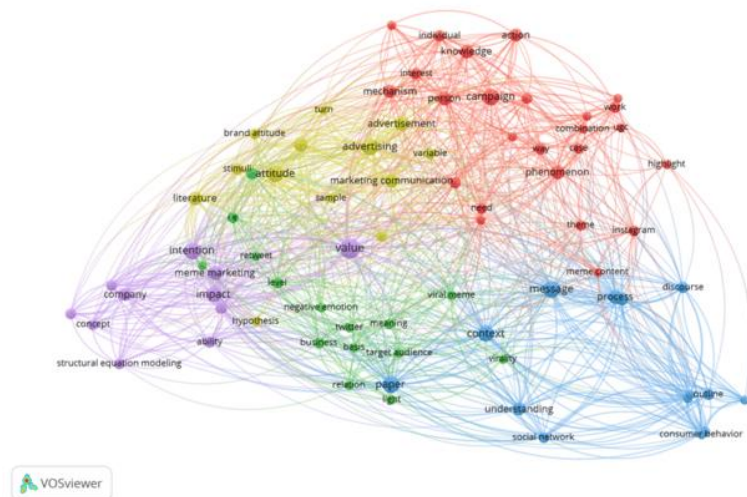 individual
action
knowledge
interest
mechanism
person
campaign
work
turn
advertisement
combination
ugc
brand attitude
advertising
variable
way
case
stimuli
attitude
marketing communication
phenomenon
highlight
literature
sample
need
theme
instagram
intention
value
retweet
meme marketing
meme content
company
impact
level
viral meme
message
process
discourse
concept
negative emotion
hypothesis
twitter
meaning
context
ability
business
basis
target audience
structural equation modeling
virality
relation
paper
light
outline
understanding
social network
consumer behavior
VOSviewer